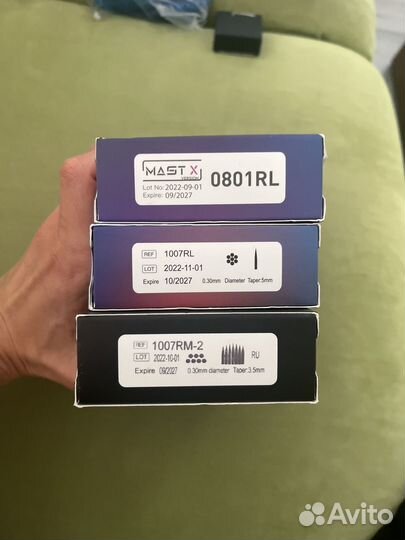 MAST X
VERSION
Lot No: 2022-09-01
Expire: 09/2027
0801RL
REF 1007RL
LOT 2022-11-01
Expire 10/2027 0.30mm Diameter Taper:5mm
REF 1007RM-2
LOT 2022-10-01 RU
Expire 09/2027 0.30mm diameter Taper:3.5mm
Avito